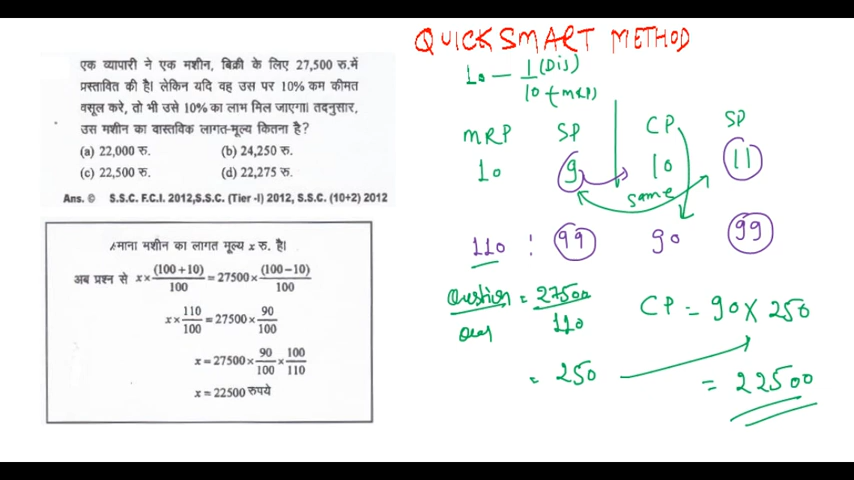 QUICKSMART METHOD
एक व्यापारी ने एक मशीन, बिक्री के लिए 27,500 रु.में
प्रस्तावित की है। लेकिन यदि वह उस पर 10% कम कीमत
वसूल करे, तो भी उसे 10% का लाभ मिल जाएगा। तद्नुसार,
उस मशीन का वास्तविक लागत-मूल्य कितना है?
(a) 22,000 रु. (b) 24,250 रु.
(c) 22,500 रु. (d) 22,275 रु.
Ans. © S.S.C. F.C.I. 2012,S.S.C. (Tier -I) 2012, S.S.C. (10+2) 2012
माना मशीन का लागत मूल्य x रु. है।
अब प्रश्न से x× (100+10)/100 = 27500× (100−10)/100
x× 110/100 = 27500× 90/100
x = 27500× 90/100 × 100/110
x = 22500 रुपये
10 — 1 (Dis)
10 → MRP)
MRP SP CP SP
10 9 10 11
same
110 : 99 90 99
Question = 27500
our 110
= 250
CP = 90 X 250
= 22500